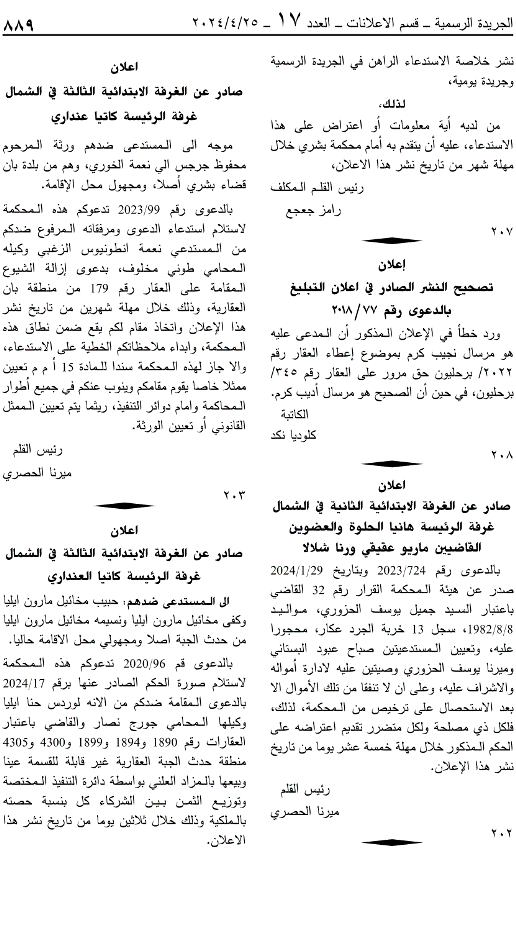 الجريدة الرسمية ــ قسم الاعلانات ــ العدد ١٧ ــ ٢٠٢٤/٤/٢٥
٨٨٩
نشر خلاصة الاستدعاء الراهن في الجريدة الرسمية
وجريدة يومية،
لذلك،
من لديه أية معلومات أو اعتراض على هذا
الاستدعاء، عليه أن يتقدم به أمام محكمة بشري خلال
مهلة شهر من تاريخ نشر هذا الاعلان،
رئيس القلم المكلف
رامز جعجع
٢٠٧
إعلان
تصحيح النشر الصادر في اعلان التبليغ
بالدعوى رقم ٢٠١٨/٧٧
ورد خطأ في الإعلان المذكور أن المدعى عليه
هو مرسال نجيب كرم بموضوع إعطاء العقار رقم
/٢٠٢٢ برحليون حق مرور على العقار رقم ٣٤٥/
برحليون، في حين أن الصحيح هو مرسال أديب كرم.
الكاتبة
كلوديا نكد
٢٠٨
اعلان
صادر عن الغرفة الابتدائية الثانية في الشمال
غرفة الرئيسة هانيا الحلوة والعضوين
القاضيين ماريو عقيقي ورنا شلالا
بالدعوى رقم 2023/724 وبتاريخ 2024/1/29
صدر عن هيئة المحكمة القرار رقم 32 القاضي
باعتبار السيد جميل يوسف الحزوري، مواليد
1982/8/8، سجل 13 خربة الجرد عكار، محجورا
عليه، وتعيين المستدعيتين صباح عبود البستاني
وميرنا يوسف الحزوري وصيتين عليه لادارة أمواله
والاشراف عليه، وعلى ان لا تنفقا من تلك الأموال الا
بعد الاستحصال على ترخيص من المحكمة، لذلك،
فلكل ذي مصلحة ولكل متضرر تقديم اعتراضه على
الحكم المذكور خلال مهلة خمسة عشر يوما من تاريخ
نشر هذا الإعلان.
رئيس القلم
ميرنا الحصري
٢٠٢
اعلان
صادر عن الغرفة الابتدائية الثالثة في الشمال
غرفة الرئيسة كاتيا عنداري
موجه الى المستدعى ضدهم ورثة المرحوم
محفوظ جرجس الي نعمة الخوري، وهم من بلدة بان
قضاء بشري أصلا، ومجهول محل الإقامة.
بالدعوى رقم 2023/99 تدعوكم هذه المحكمة
لاستلام استدعاء الدعوى ومرفقاته المرفوع ضدكم
من المستدعي نعمة انطونيوس الزغبي وكيله
المحامي طوني مخلوف، بدعوى إزالة الشيوع
المقامة على العقار رقم 179 من منطقة بان
العقارية، وذلك خلال مهلة شهرين من تاريخ نشر
هذا الإعلان واتخاذ مقام لكم يقع ضمن نطاق هذه
المحكمة، وابداء ملاحظاتكم الخطية على الاستدعاء،
والا جاز لهذه المحكمة سندا للمادة 15 أ م م تعيين
ممثلا خاصا يقوم مقامكم وينوب عنكم في جميع أطوار
المحاكمة وامام دوائر التنفيذ، ريثما يتم تعيين الممثل
القانوني أو تعيين الورثة.
رئيس القلم
ميرنا الحصري
٢٠٣
اعلان
صادر عن الغرفة الابتدائية الثالثة في الشمال
غرفة الرئيسة كاتيا العنداري
الى المستدعى ضدهم: حبيب مخائيل مارون ايليا
وكفى مخائيل مارون ايليا ونسيمه مخائيل مارون ايليا
من حدث الجبة اصلا ومجهولي محل الاقامة حاليا.
بالدعوى قم 2020/96 تدعوكم هذه المحكمة
لاستلام صورة الحكم الصادر عنها برقم 2024/17
بالدعوى المقامة ضدكم من الانه لوردس حنا ايليا
وكيلها المحامي جورج نصار والقاضي باعتبار
العقارات رقم 1890 و1894 و1899 و4300 و4305
منطقة حدث الجبة العقارية غير قابلة للقسمة عينا
وبيعها بالمزاد العلني بواسطة دائرة التنفيذ المختصة
وتوزيع الثمن بين الشركاء كل بنسبة حصته
بالملكية وذلك خلال ثلاثين يوما من تاريخ نشر هذا
الاعلان.